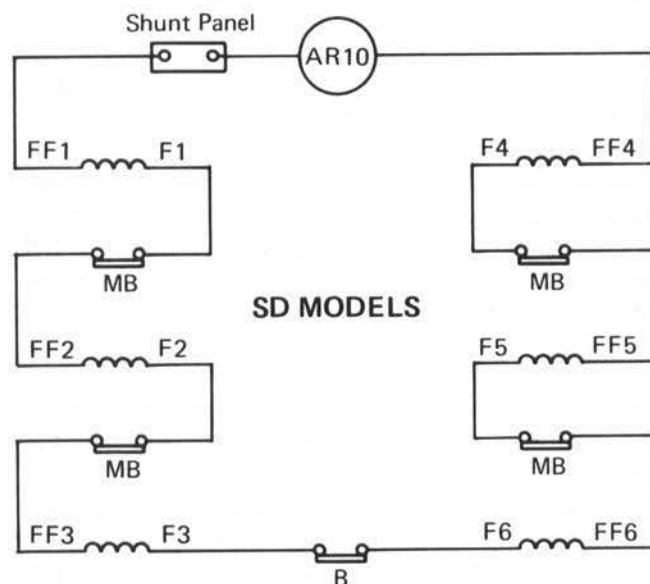 Shunt Panel
AR10
FF1 F1 F4 FF4
MB MB
SD MODELS
FF2 F2 F5 FF5
MB MB
FF3 F3 F6 FF6
B